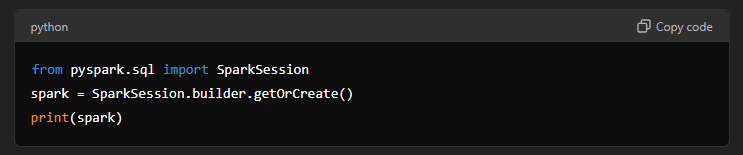 python
Copy code
from pyspark.sql import SparkSession
spark = SparkSession.builder.getOrCreate()
print(spark)